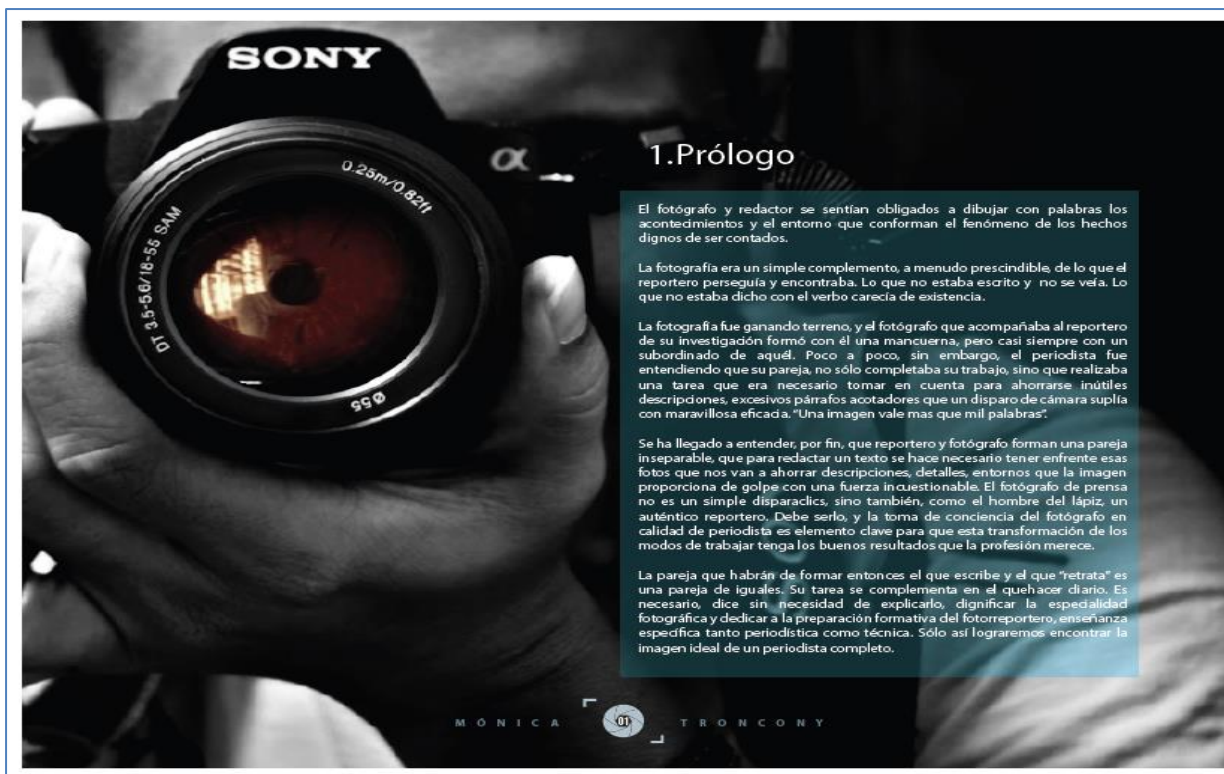 SONY
α
0.25m/0.82ft
DT 3.5-5.6/18-55 SAM
Ø55
1.Prólogo
El fotógrafo y redactor se sentían obligados a dibujar con palabras los
acontecimientos y el entorno que conforman el fenómeno de los hechos
dignos de ser contados.
La fotografía era un simple complemento, a menudo prescindible, de lo que el
reportero perseguía y encontraba. Lo que no estaba escrito y no se veía. Lo
que no estaba dicho con el verbo carecía de existencia.
La fotografía fue ganando terreno, y el fotógrafo que acompañaba al reportero
de su investigación formó con él una mancuerna, pero casi siempre con un
subordinado de aquél. Poco a poco, sin embargo, el periodista fue
entendiendo que su pareja, no sólo completaba su trabajo, sino que realizaba
una tarea que era necesario tomar en cuenta para ahorrarse inútiles
descripciones, excesivos párrafos acotadores que un disparo de cámara suplía
con maravillosa eficacia. "Una imagen vale mas que mil palabras".
Se ha llegado a entender, por fin, que reportero y fotógrafo forman una pareja
inseparable, que para redactar un texto se hace necesario tener enfrente esas
fotos que nos van a ahorrar descripciones, detalles, entornos que la imagen
proporciona de golpe con una fuerza incuestionable. El fotógrafo de prensa
no es un simple disparaclics, sino también, como el hombre del lápiz, un
auténtico reportero. Debe serlo, y la toma de conciencia del fotógrafo en
calidad de periodista es elemento clave para que esta transformación de los
modos de trabajar tenga los buenos resultados que la profesión merece.
La pareja que habrán de formar entonces el que escribe y el que "retrata" es
una pareja de iguales. Su tarea se complementa en el quehacer diario. Es
necesario, dice sin necesidad de explicarlo, dignificar la especialidad
fotográfica y dedicar a la preparación formativa del fotorreportero, enseñanza
específica tanto periodística como técnica. Sólo así lograremos encontrar la
imagen ideal de un periodista completo.
MÓNICA 01 TRONCONY